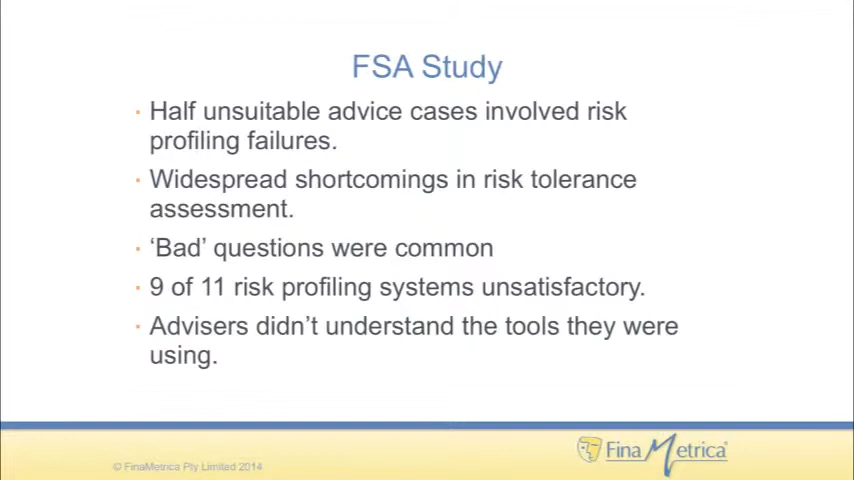 FSA Study
· Half unsuitable advice cases involved risk
profiling failures.
· Widespread shortcomings in risk tolerance
assessment.
· ‘Bad’ questions were common
· 9 of 11 risk profiling systems unsatisfactory.
· Advisers didn’t understand the tools they were
using.
© FinaMetrica Pty Limited 2014
FinaMetrica